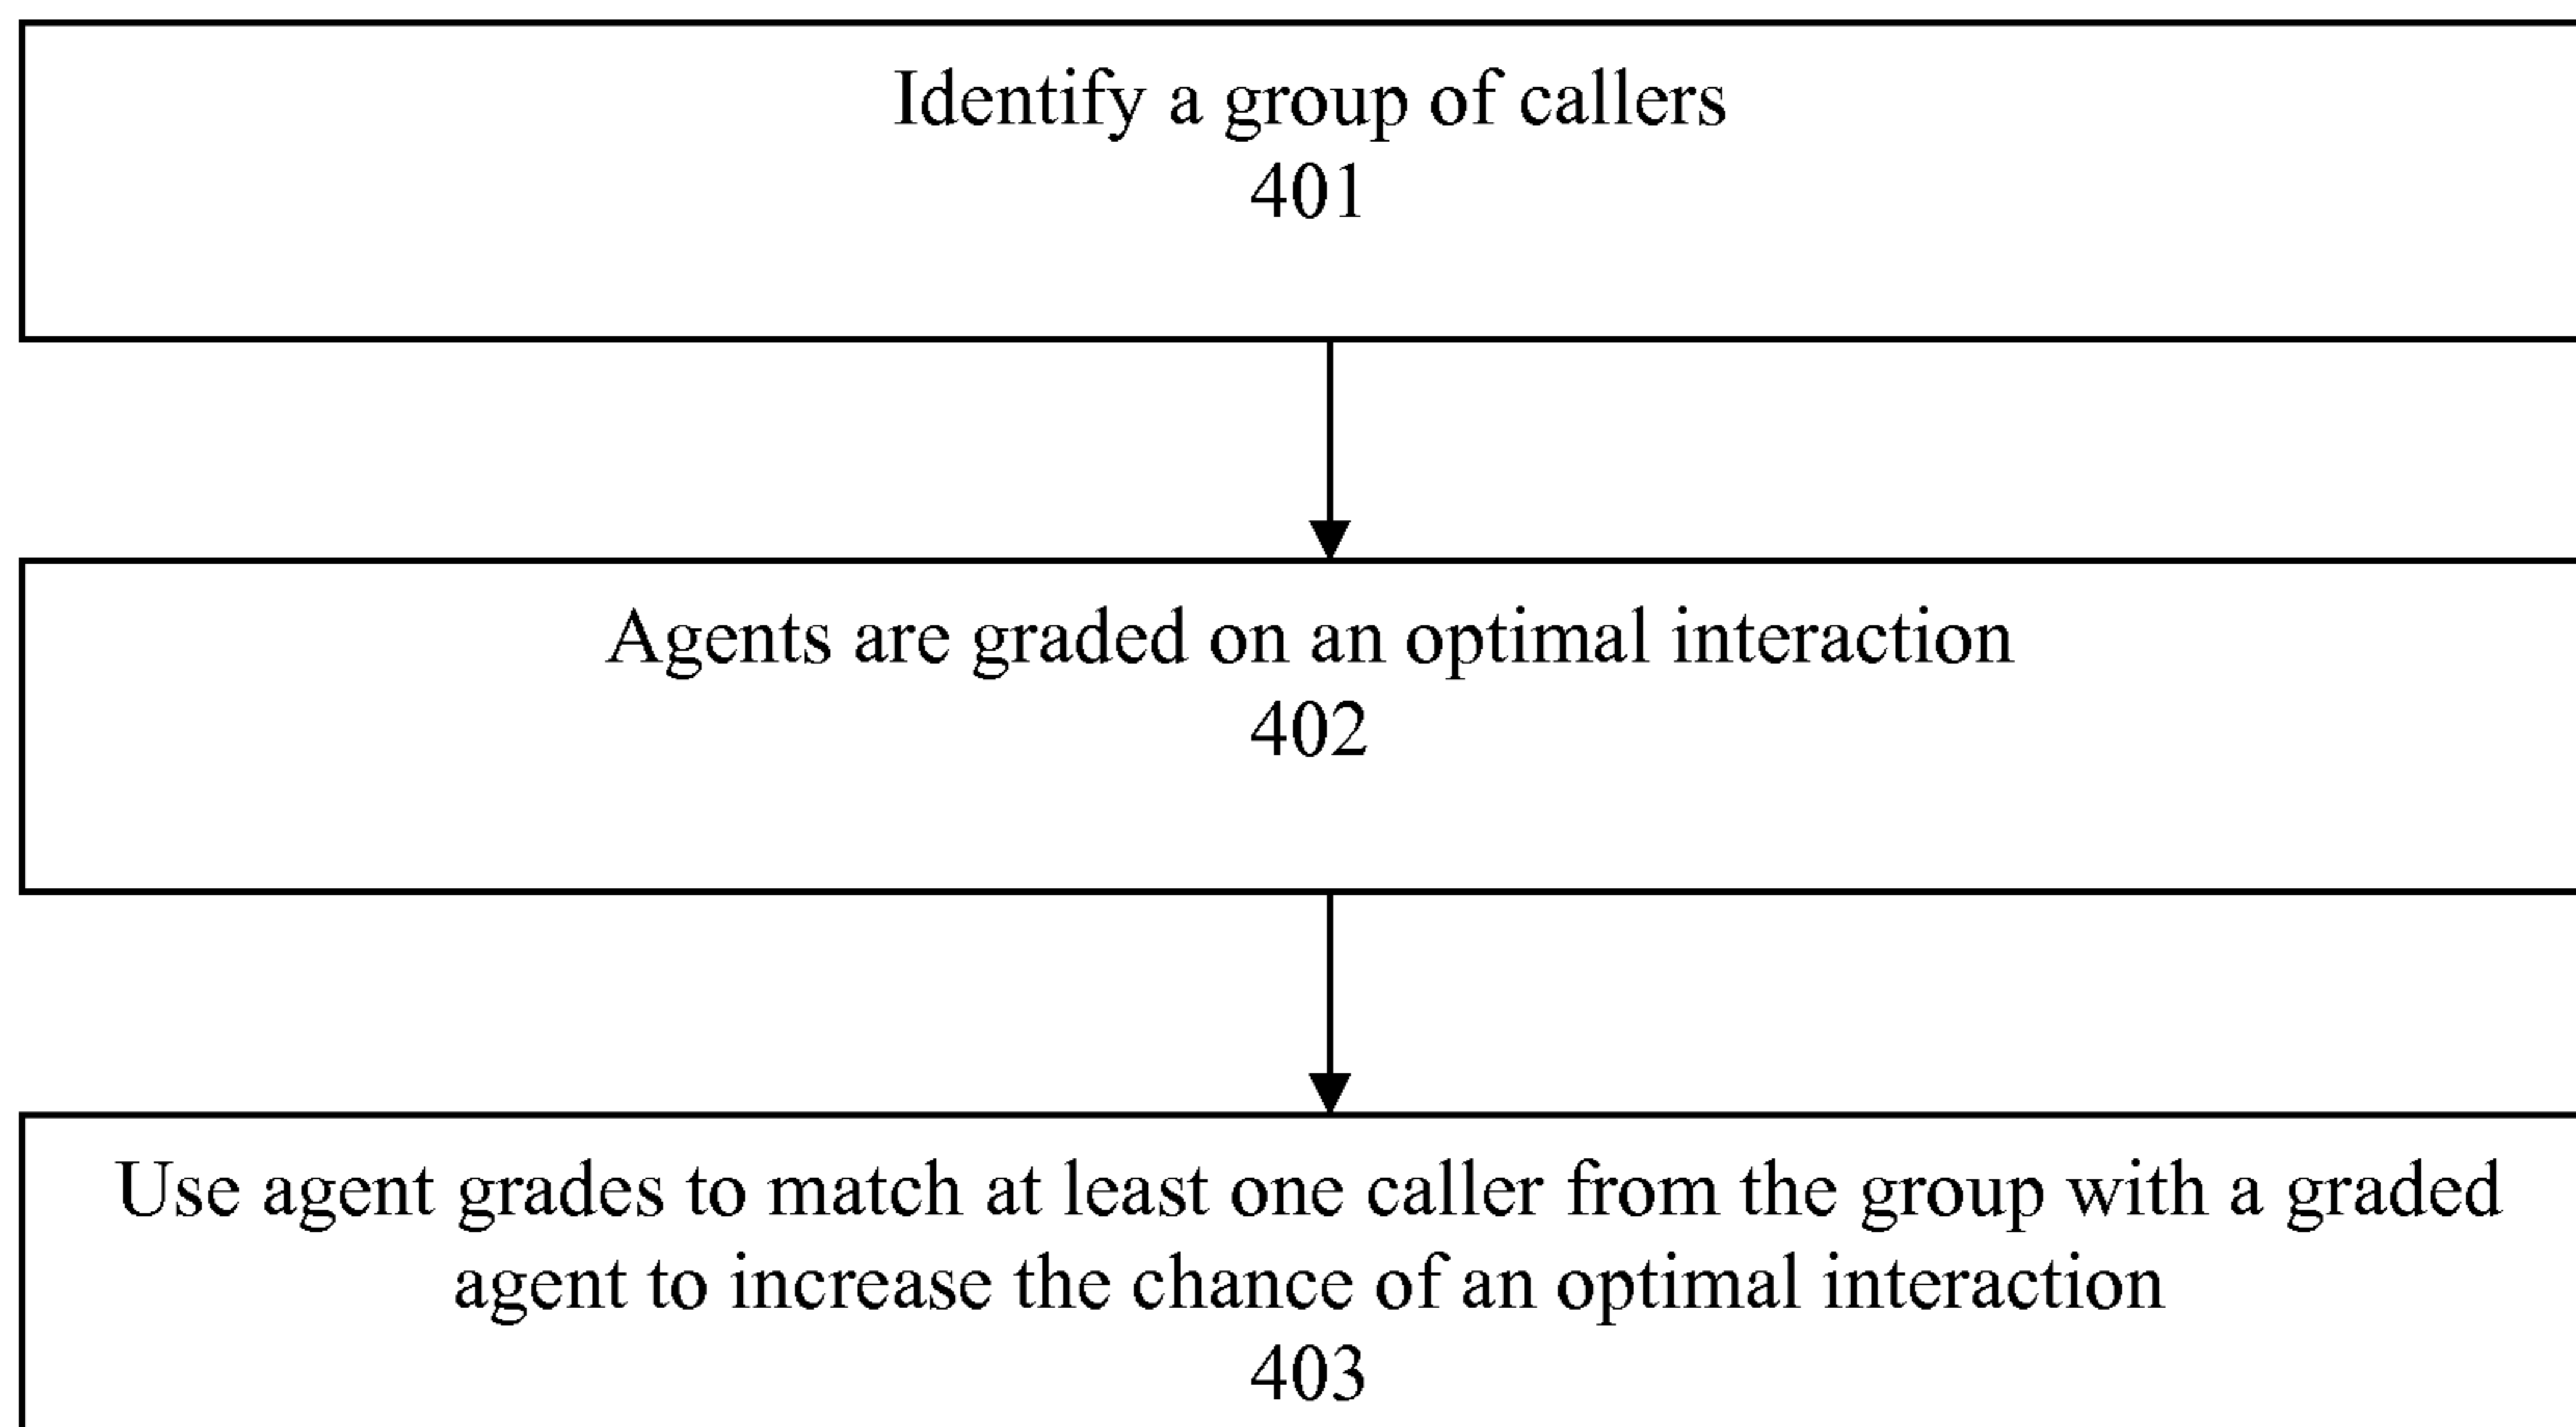 Identify a group of callers
401
Agents are graded on an optimal interaction
402
Use agent grades to match at least one caller from the group with a graded
agent to increase the chance of an optimal interaction
403